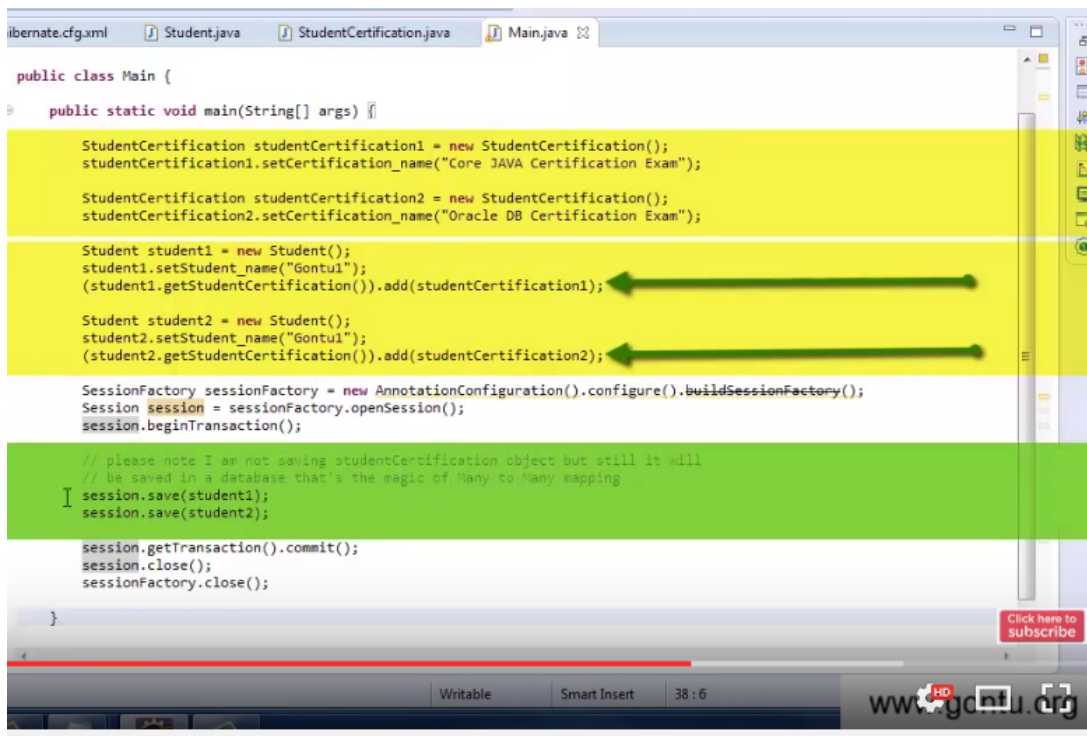 ibernate.cfg.xml Student.java StudentCertification.java Main.java
public class Main {
public static void main(String[] args) {
StudentCertification studentCertification1 = new StudentCertification();
studentCertification1.setCertification_name("Core JAVA Certification Exam");
StudentCertification studentCertification2 = new StudentCertification();
studentCertification2.setCertification_name("Oracle DB Certification Exam");
Student student1 = new Student();
student1.setStudent_name("Gontu1");
(student1.getStudentCertification()).add(studentCertification1);
Student student2 = new Student();
student2.setStudent_name("Gontu1");
(student2.getStudentCertification()).add(studentCertification2);
SessionFactory sessionFactory = new AnnotationConfiguration().configure().buildSessionFactory();
Session session = sessionFactory.openSession();
session.beginTransaction();
// please note I am not saving studentCertification object but still it will
// be saved in a database that's the magic of Many to Many mapping
session.save(student1);
session.save(student2);
session.getTransaction().commit();
session.close();
sessionFactory.close();
}
Click here to
subscribe
Writable Smart Insert 38 : 6
HD
www.gontu.org